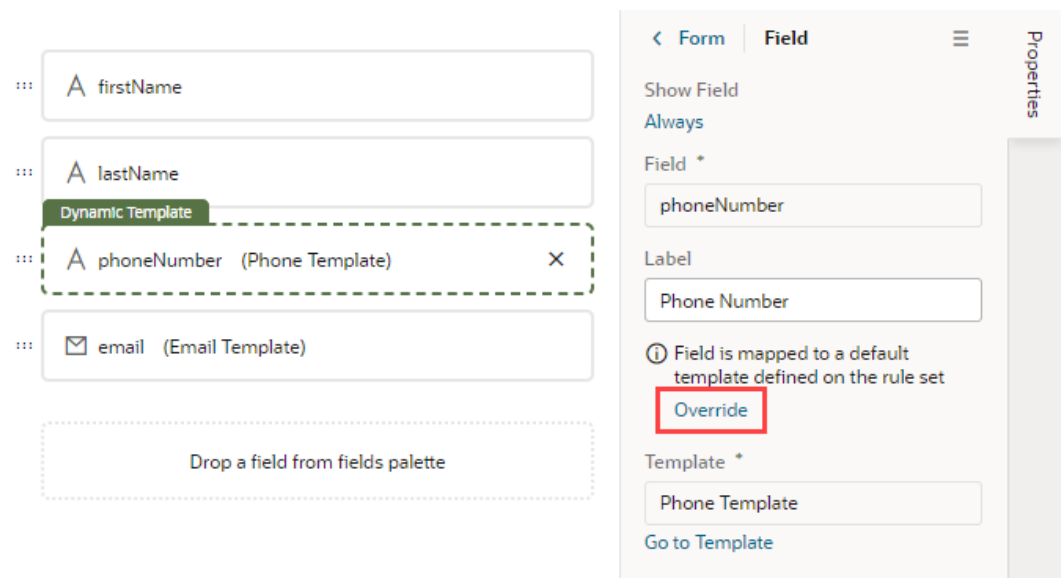 firstName
lastName
Dynamic Template
phoneNumber (Phone Template)
email (Email Template)
Drop a field from fields palette
Form Field
Show Field
Always
Field *
phoneNumber
Label
Phone Number
Field is mapped to a default
template defined on the rule set
Override
Template *
Phone Template
Go to Template
Properties